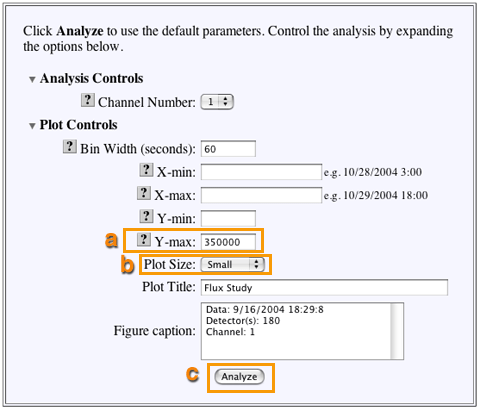 Click Analyze to use the default parameters. Control the analysis by expanding
the options below.
▼ Analysis Controls
? Channel Number: 1
▼ Plot Controls
? Bin Width (seconds): 60
? X-min: e.g. 10/28/2004 3:00
? X-max: e.g. 10/29/2004 18:00
? Y-min:
a ? Y-max: 350000
b Plot Size: Small
Plot Title: Flux Study
Figure caption: Data: 9/16/2004 18:29:8
Detector(s): 180
Channel: 1
c Analyze